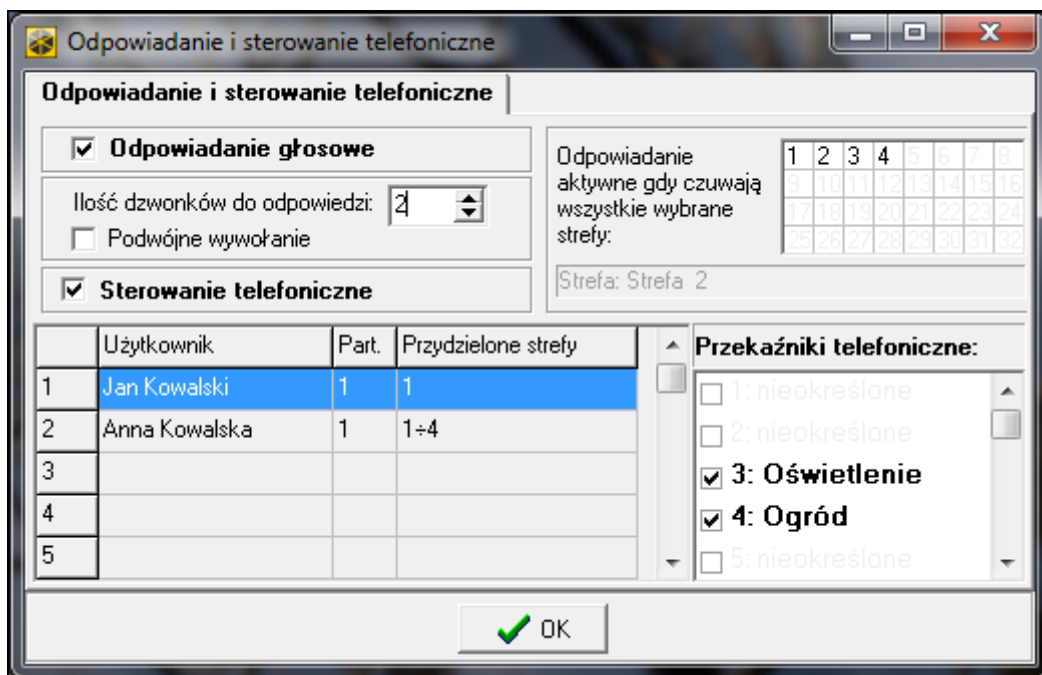 Odpowiadanie i sterowanie telefoniczne
Odpowiadanie i sterowanie telefoniczne
Odpowiadanie głosowe
Ilość dzwonków do odpowiedzi: 2
Podwójne wywołanie
Sterowanie telefoniczne
Odpowiadanie
aktywne gdy czuwają
wszystkie wybrane
strefy:
1 2 3 4 5 6 7 8
9 10 11 12 13 14 15 16
17 18 19 20 21 22 23 24
25 26 27 28 29 30 31 32
Strefa: Strefa 2
Użytkownik Part. Przydzielone strefy
1 Jan Kowalski 1 1
2 Anna Kowalska 1 1÷4
3
4
5
Przekaźniki telefoniczne:
1: nieokreślone
2: nieokreślone
3: Oświetlenie
4: Ogród
5: nieokreślone
OK